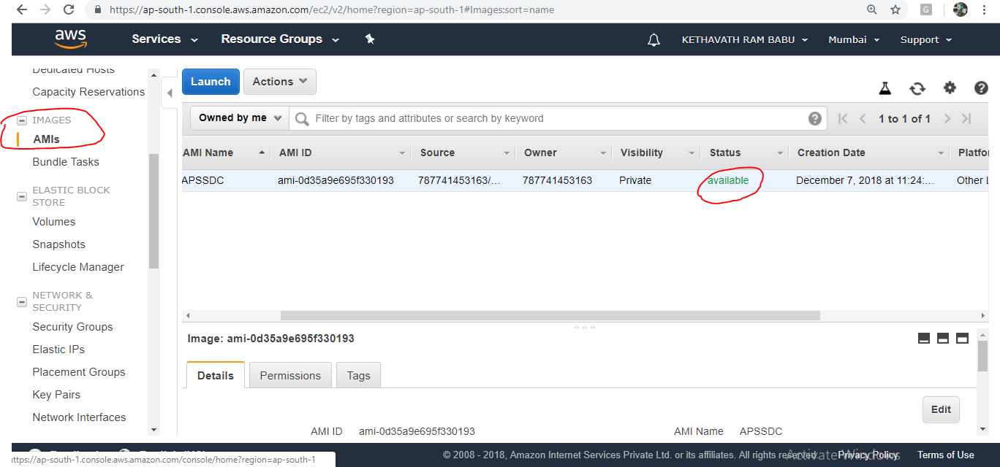 https://ap-south-1.console.aws.amazon.com/ec2/v2/home?region=ap-south-1#Images:sort=name
G
aws Services Resource Groups KETHAVATH RAM BABU Mumbai Support
Dedicated Hosts
Capacity Reservations
IMAGES
AMIs
Bundle Tasks
ELASTIC BLOCK
STORE
Volumes
Snapshots
Lifecycle Manager
NETWORK &
SECURITY
Security Groups
Elastic IPs
Placement Groups
Key Pairs
Network Interfaces
Launch Actions
Owned by me Filter by tags and attributes or search by keyword ? 1 to 1 of 1
AMI Name AMI ID Source Owner Visibility Status Creation Date Platfor
APSSDC ami-0d35a9e695f330193 787741453163/... 787741453163 Private available December 7, 2018 at 11:24:... Other L
Image: ami-0d35a9e695f330193
Details Permissions Tags
Edit
AMI ID ami-0d35a9e695f330193 AMI Name APSSDC
© 2008 - 2018, Amazon Internet Services Private Ltd. or its affiliates. All rights reserved. Privacy Policy Terms of Use
Activate Windows
https://ap-south-1.console.aws.amazon.com/console/home?region=ap-south-1